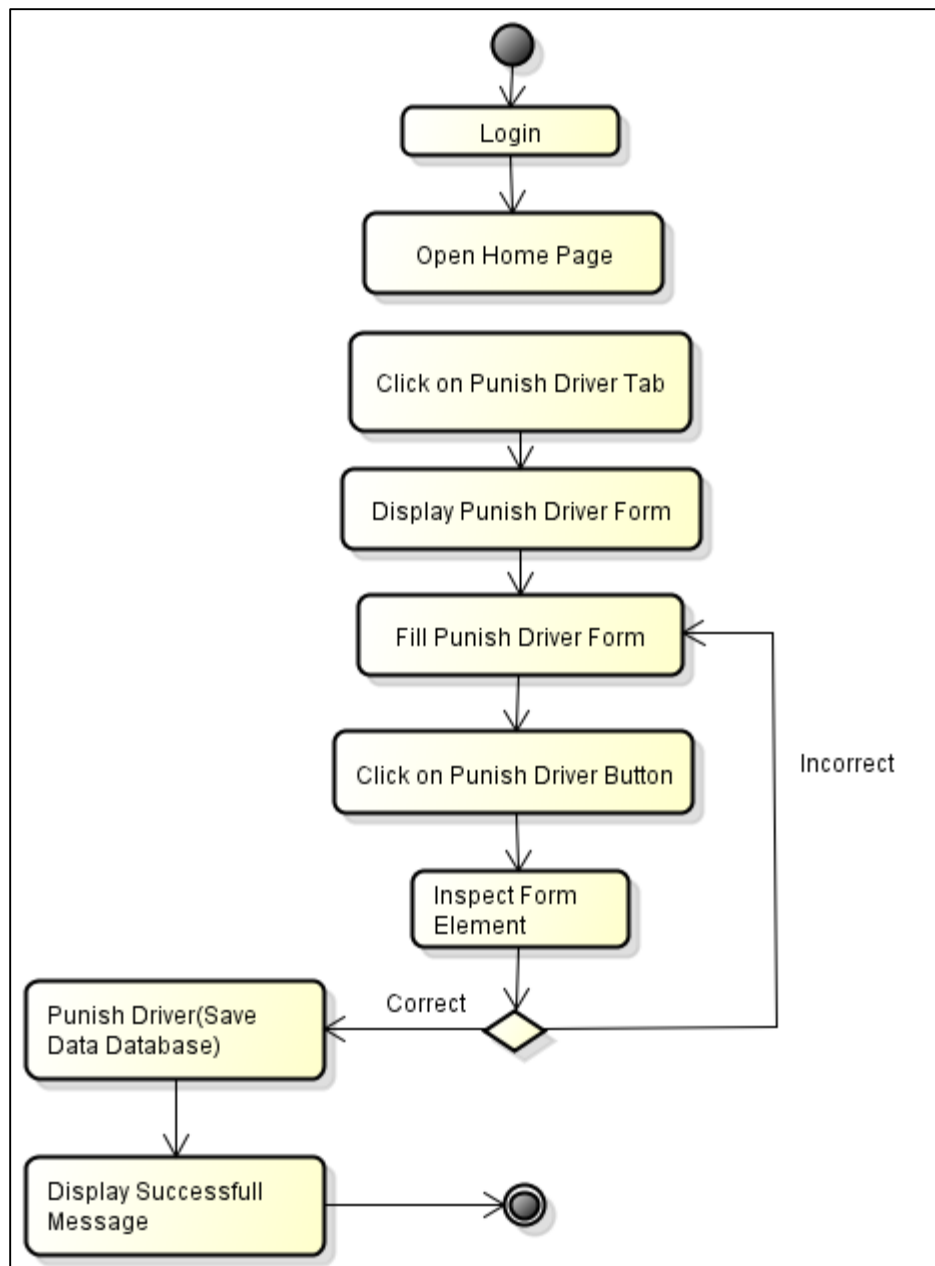 Login
Open Home Page
Click on Punish Driver Tab
Display Punish Driver Form
Fill Punish Driver Form
Click on Punish Driver Button
Incorrect
Inspect Form
Element
Correct
Punish Driver(Save
Data Database)
Display Successfull
Message